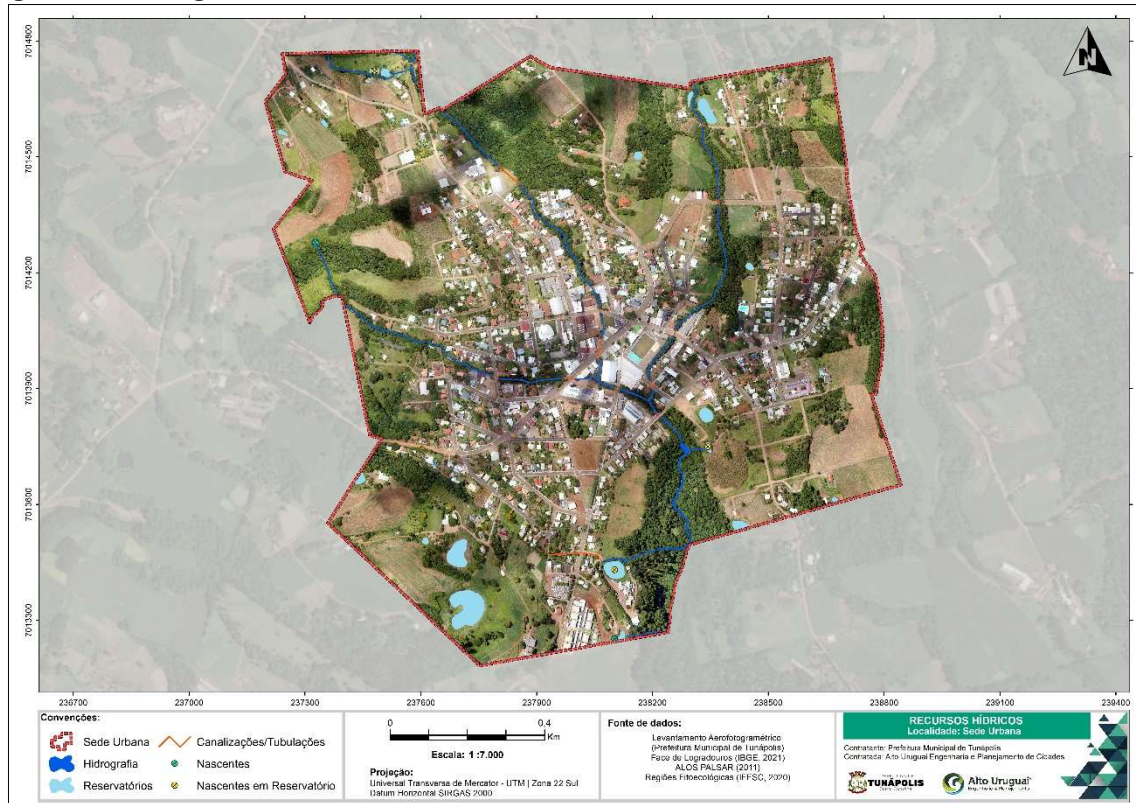 7014800
7014500
7014200
7013900
7013600
7013300
N
236700
237000
237300
237600
237900
238200
238500
238800
239100
239400
Convenções:
Sede Urbana
Canalizações/Tubulações
Hidrografia
Nascentes
Reservatórios
Nascentes em Reservatório
0
0.4
Km
Escala: 1:7.000
Projeção:
Universal Transversa de Mercator - UTM | Zona 22 Sul
Datum Horizontal SIRGAS 2000
Fonte de dados:
Levantamento Aerofotogramétrico
(Prefeitura Municipal de Tunápolis)
Face de Logradouros (IBGE, 2021)
ALOS PALSAR (2011)
Regiões Fitoecológicas (IFFSC, 2020)
RECURSOS HÍDRICOS
Localidade: Sede Urbana
Contratante: Prefeitura Municipal de Tunápolis
Contratada: Alto Uruguai Engenharia e Planejamento de Cidades
TUNÁPOLIS
Alto Uruguai